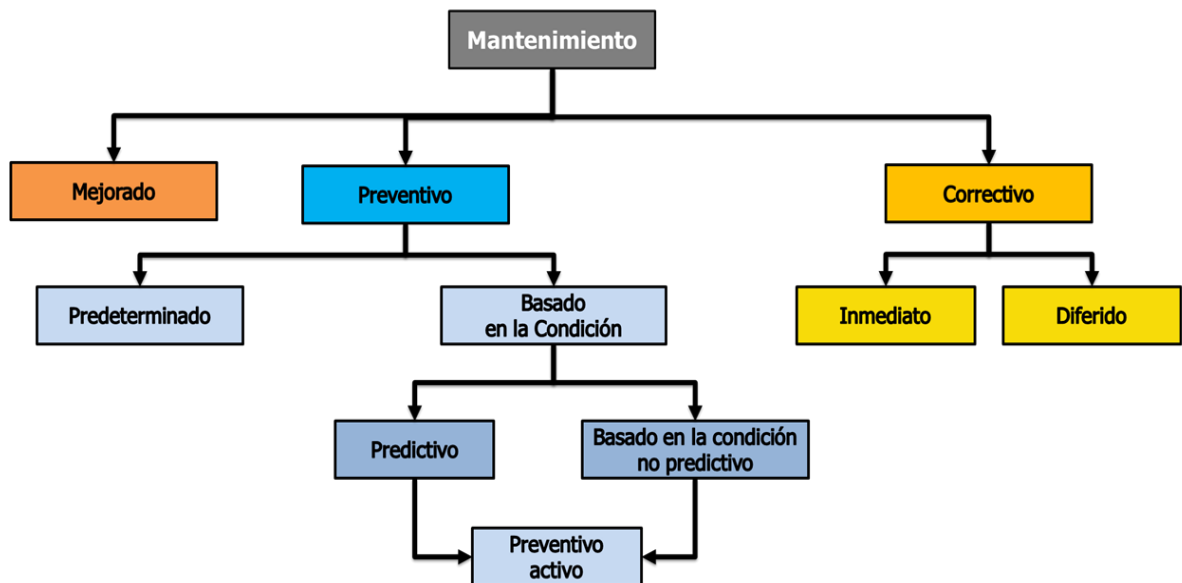 Mantenimiento
Mejorado
Preventivo
Correctivo
Predeterminado
Basado
en la Condición
Inmediato
Diferido
Predictivo
Basado en la condición
no predictivo
Preventivo
activo